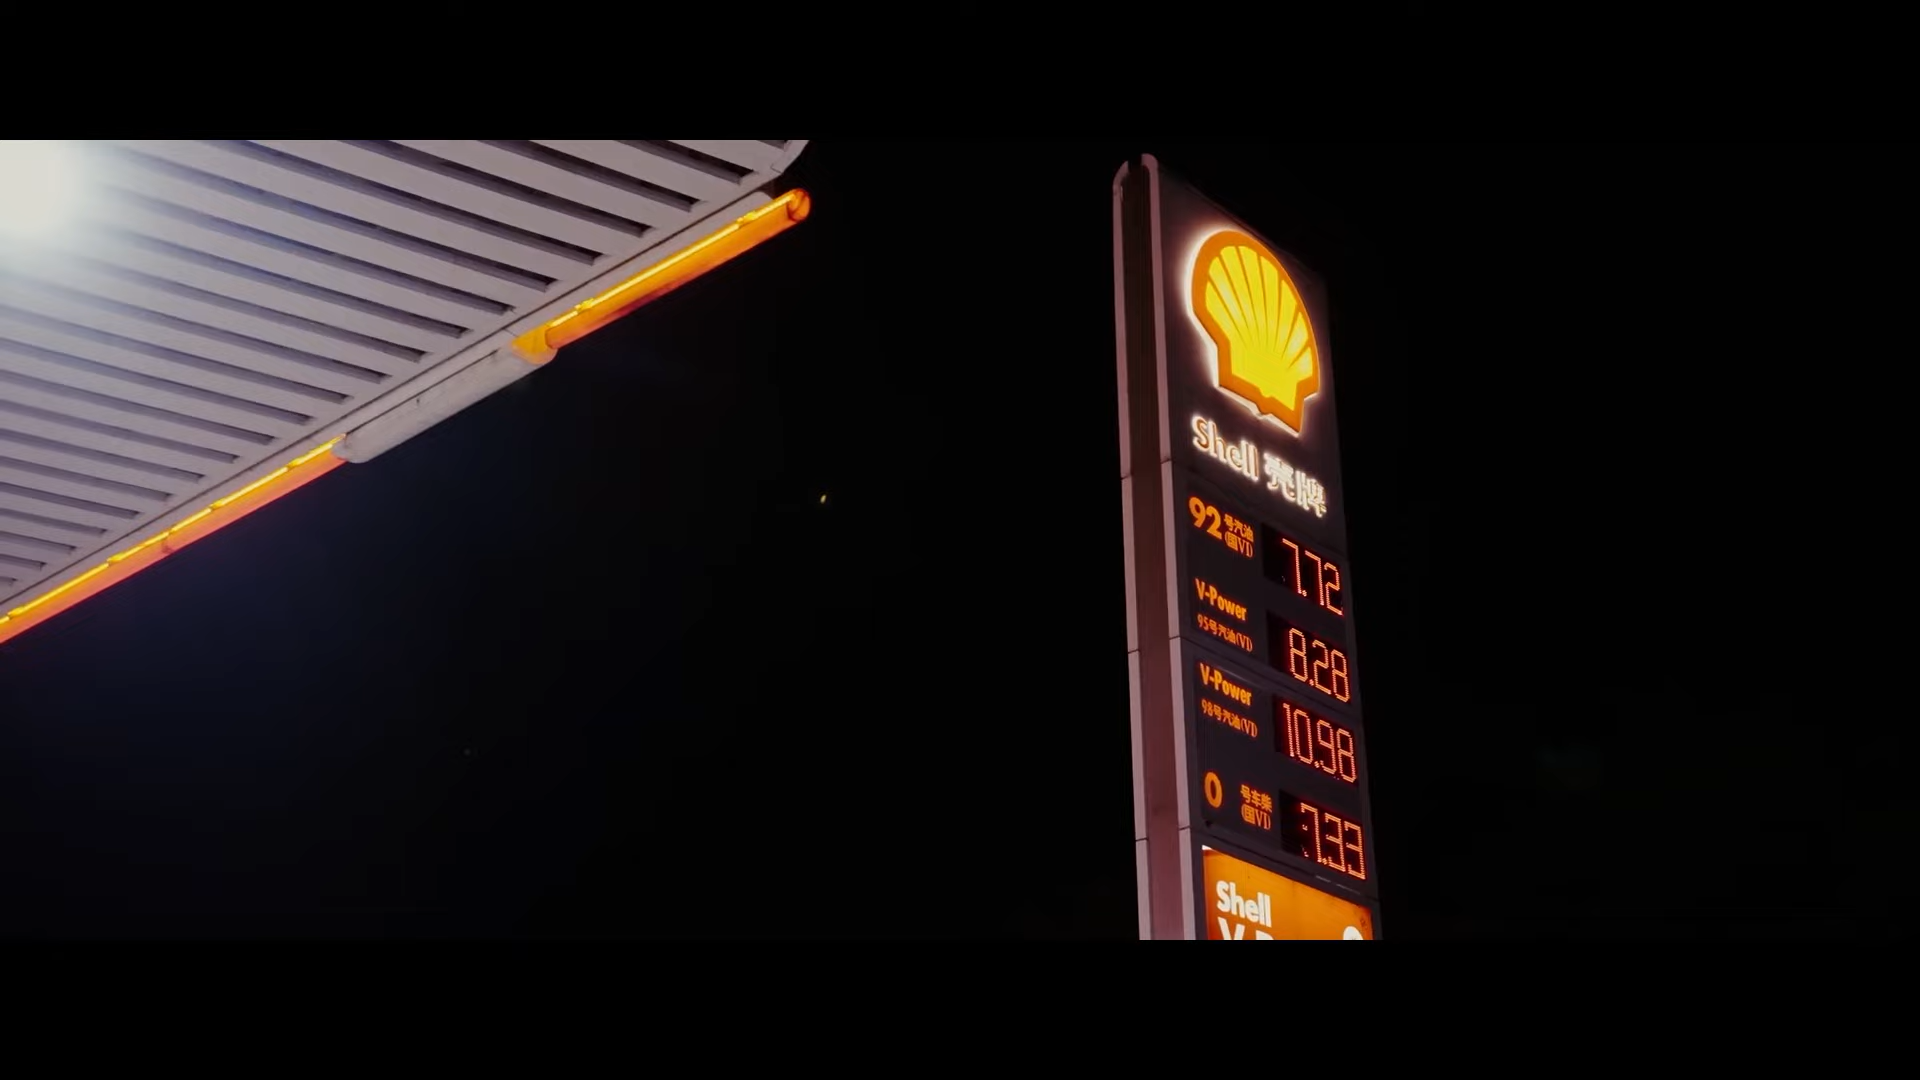 Shell 壳牌
92 号汽油
(国VI)
7.72
V-Power
95号汽油(VI)
8.28
V-Power
98号汽油(VI)
10.98
0 号车柴
(国VI)
7.33
Shell